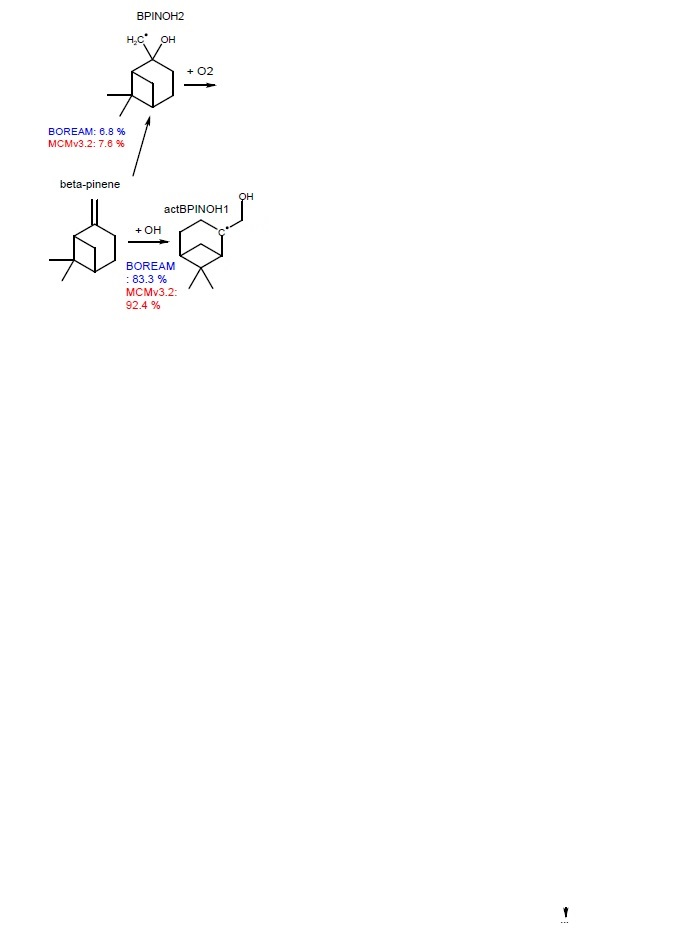 BPINOH2
H2C• OH
+ O2
BOREAM: 6.8 %
MCMv3.2: 7.6 %
beta-pinene
OH
actBPINOH1
+ OH
C•
BOREAM
: 83.3 %
MCMv3.2:
92.4 %
...